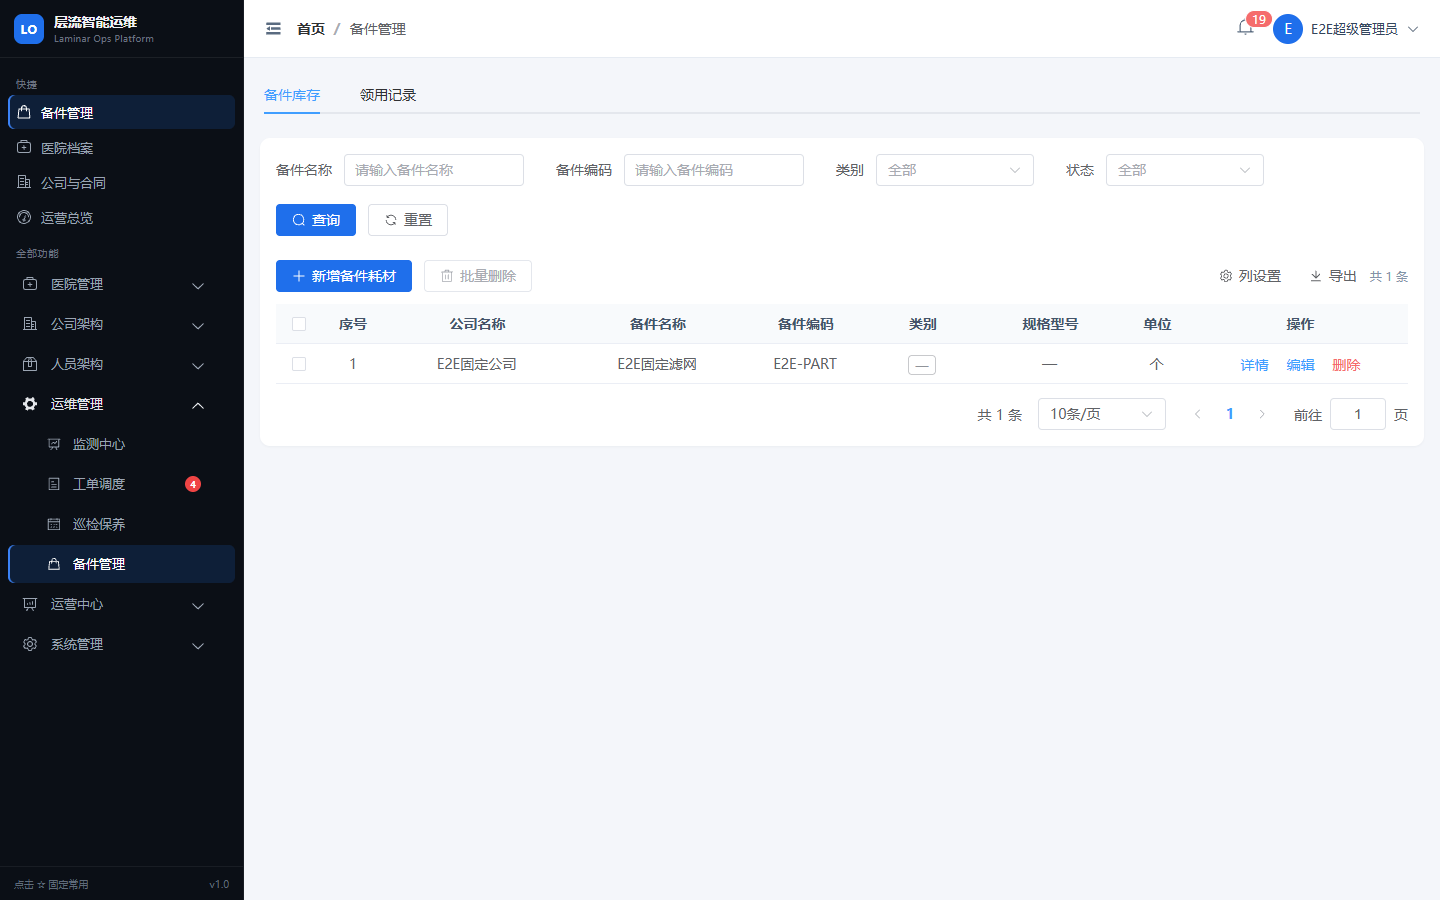 LO 层流智能运维
Laminar Ops Platform
快捷
备件管理
医院档案
公司与合同
运营总览
全部功能
医院管理
公司架构
人员架构
运维管理
监测中心
工单调度 4
巡检保养
备件管理
运营中心
系统管理
点击 ☆ 固定常用 v1.0
首页 / 备件管理
19 E E2E超级管理员
备件库存 领用记录
备件名称 请输入备件名称 备件编码 请输入备件编码 类别 全部 状态 全部
查询 重置
新增备件耗材 批量删除 列设置 导出 共 1 条
序号 公司名称 备件名称 备件编码 类别 规格型号 单位 操作
1 E2E固定公司 E2E固定滤网 E2E-PART — — 个 详情 编辑 删除
共 1 条 10条/页 1 前往 1 页